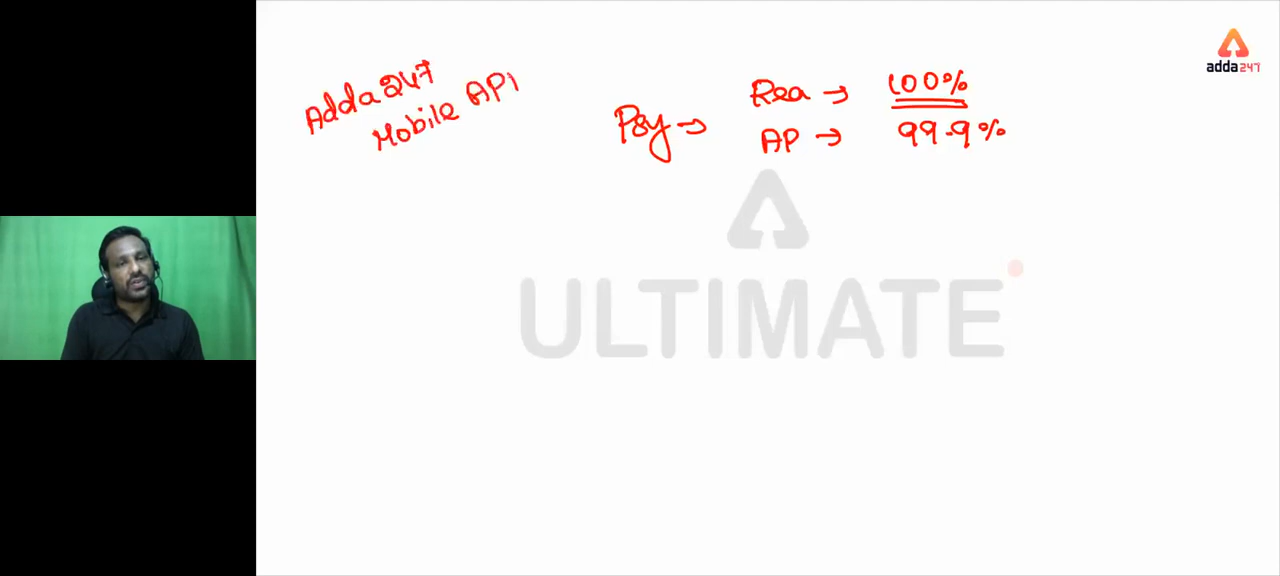 Adda247
Mobile API
Psy → Rea → 100%
AP → 99.9%
adda247
ULTIMATE